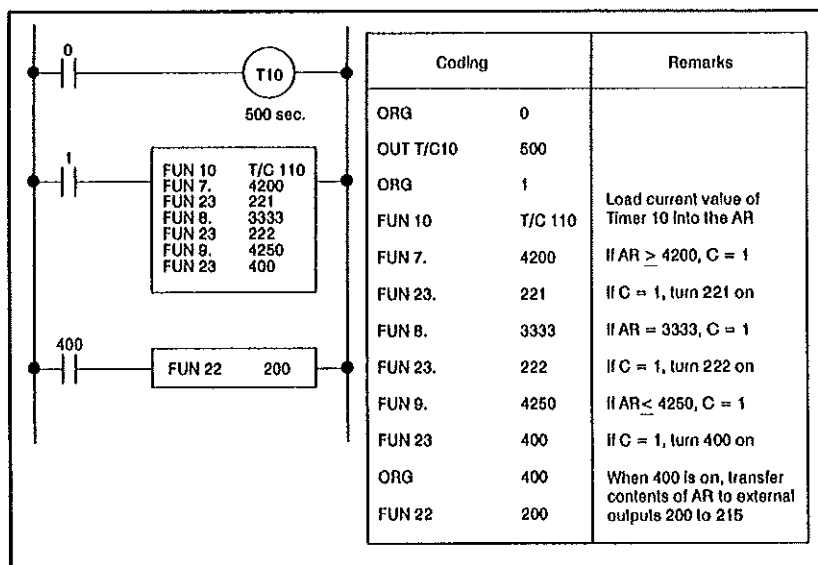 0
T10
500 sec.
1
FUN 10 T/C 110
FUN 7. 4200
FUN 23 221
FUN 8. 3333
FUN 23 222
FUN 9. 4250
FUN 23 400
400
FUN 22 200
Coding Remarks
ORG 0
OUT T/C10 500
ORG 1
FUN 10 T/C 110 Load current value of
Timer 10 into the AR
FUN 7. 4200 If AR ≥ 4200, C = 1
FUN 23. 221 If C = 1, turn 221 on
FUN 8. 3333 If AR = 3333, C = 1
FUN 23. 222 If C = 1, turn 222 on
FUN 9. 4250 If AR ≤ 4250, C = 1
FUN 23 400 If C = 1, turn 400 on
ORG 400 When 400 is on, transfer
contents of AR to external
FUN 22 200 outputs 200 to 215